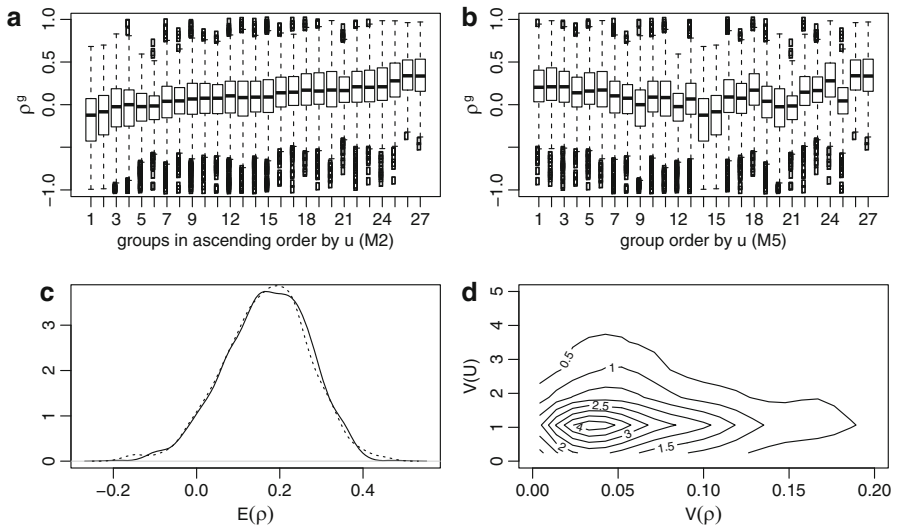 a
ρ^g
1.0
0.5
0.0
−1.0
1 3 5 7 9 12 15 18 21 24 27
groups in ascending order by u (M2)
b
ρ^g
1.0
0.5
0.0
−1.0
1 3 5 7 9 12 15 18 21 24 27
group order by u (M5)
c
3
2
1
0
−0.2 0.0 0.2 0.4
E(ρ)
d
V(U)
5
4
3
2
1
0
0.5
1
2.5
4
3
2
1.5
0.00 0.05 0.10 0.15 0.20
V(ρ)